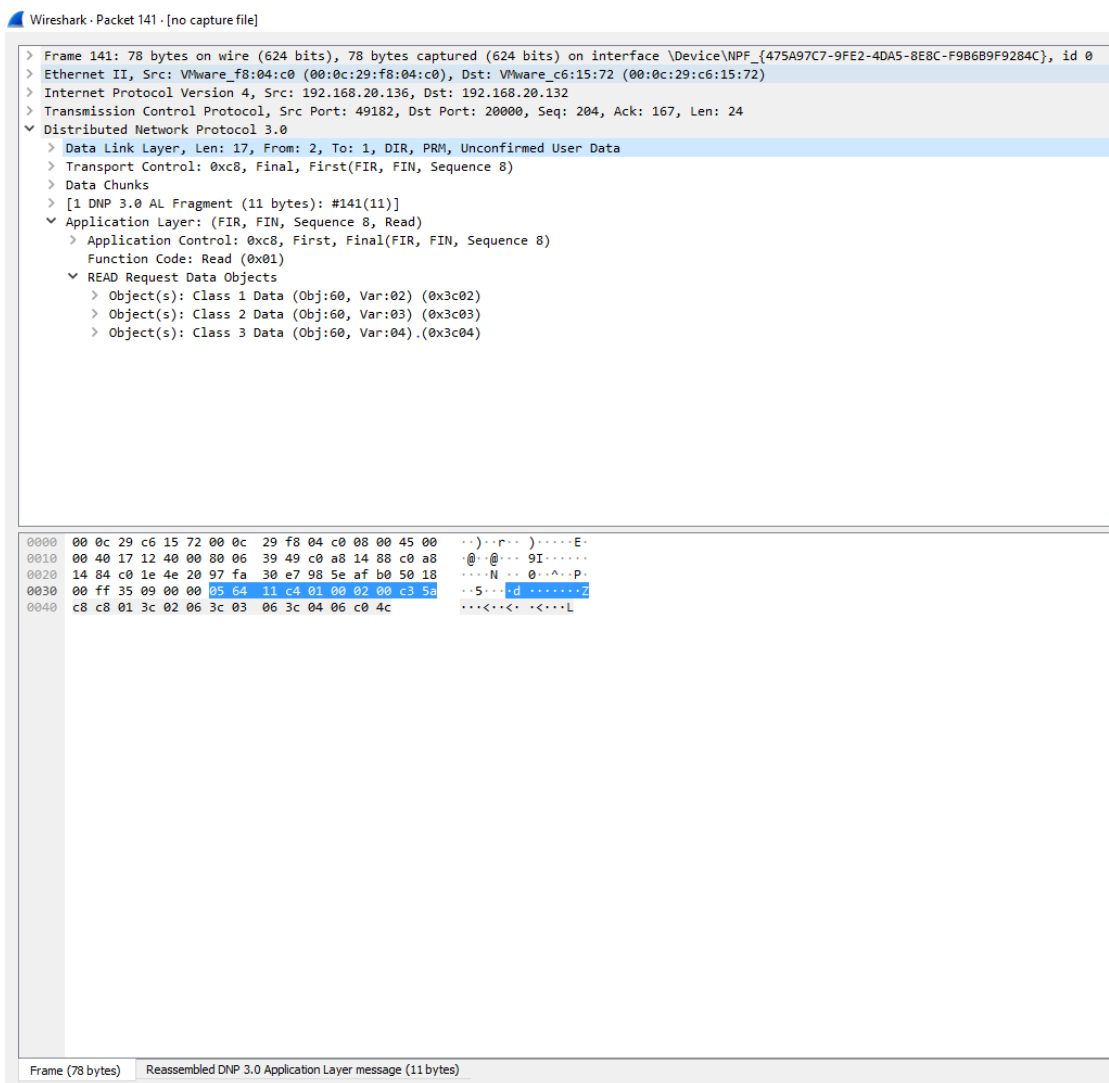 Wireshark · Packet 141 · [no capture file]
> Frame 141: 78 bytes on wire (624 bits), 78 bytes captured (624 bits) on interface \Device\NPF_{475A97C7-9FE2-4DA5-8E8C-F9B6B9F9284C}, id 0
> Ethernet II, Src: VMware_f8:04:c0 (00:0c:29:f8:04:c0), Dst: VMware_c6:15:72 (00:0c:29:c6:15:72)
> Internet Protocol Version 4, Src: 192.168.20.136, Dst: 192.168.20.132
> Transmission Control Protocol, Src Port: 49182, Dst Port: 20000, Seq: 204, Ack: 167, Len: 24
Distributed Network Protocol 3.0
> Data Link Layer, Len: 17, From: 2, To: 1, DIR, PRM, Unconfirmed User Data
> Transport Control: 0xc8, Final, First(FIR, FIN, Sequence 8)
> Data Chunks
> [1 DNP 3.0 AL Fragment (11 bytes): #141(11)]
Application Layer: (FIR, FIN, Sequence 8, Read)
> Application Control: 0xc8, First, Final(FIR, FIN, Sequence 8)
Function Code: Read (0x01)
READ Request Data Objects
> Object(s): Class 1 Data (Obj:60, Var:02) (0x3c02)
> Object(s): Class 2 Data (Obj:60, Var:03) (0x3c03)
> Object(s): Class 3 Data (Obj:60, Var:04).(0x3c04)
0000 00 0c 29 c6 15 72 00 0c 29 f8 04 c0 08 00 45 00 ··)··r·· )·····E·
0010 00 40 17 12 40 00 80 06 39 49 c0 a8 14 88 c0 a8 ·@··@··· 9I······
0020 14 84 c0 1e 4e 20 97 fa 30 e7 98 5e af b0 50 18 ····N ·· 0··^··P·
0030 00 ff 35 09 00 00 05 64 11 c4 01 00 02 00 c3 5a ··5····d ·······Z
0040 c8 c8 01 3c 02 06 3c 03 06 3c 04 06 c0 4c ···<··<· ·<···L
Frame (78 bytes) Reassembled DNP 3.0 Application Layer message (11 bytes)